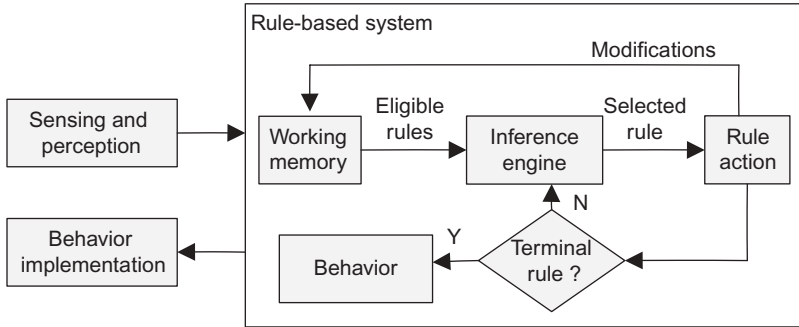 Rule-based system
Modifications
Sensing and
perception
Working
memory
Eligible
rules
Inference
engine
Selected
rule
Rule
action
N
Y
Terminal
rule ?
Behavior
Behavior
implementation